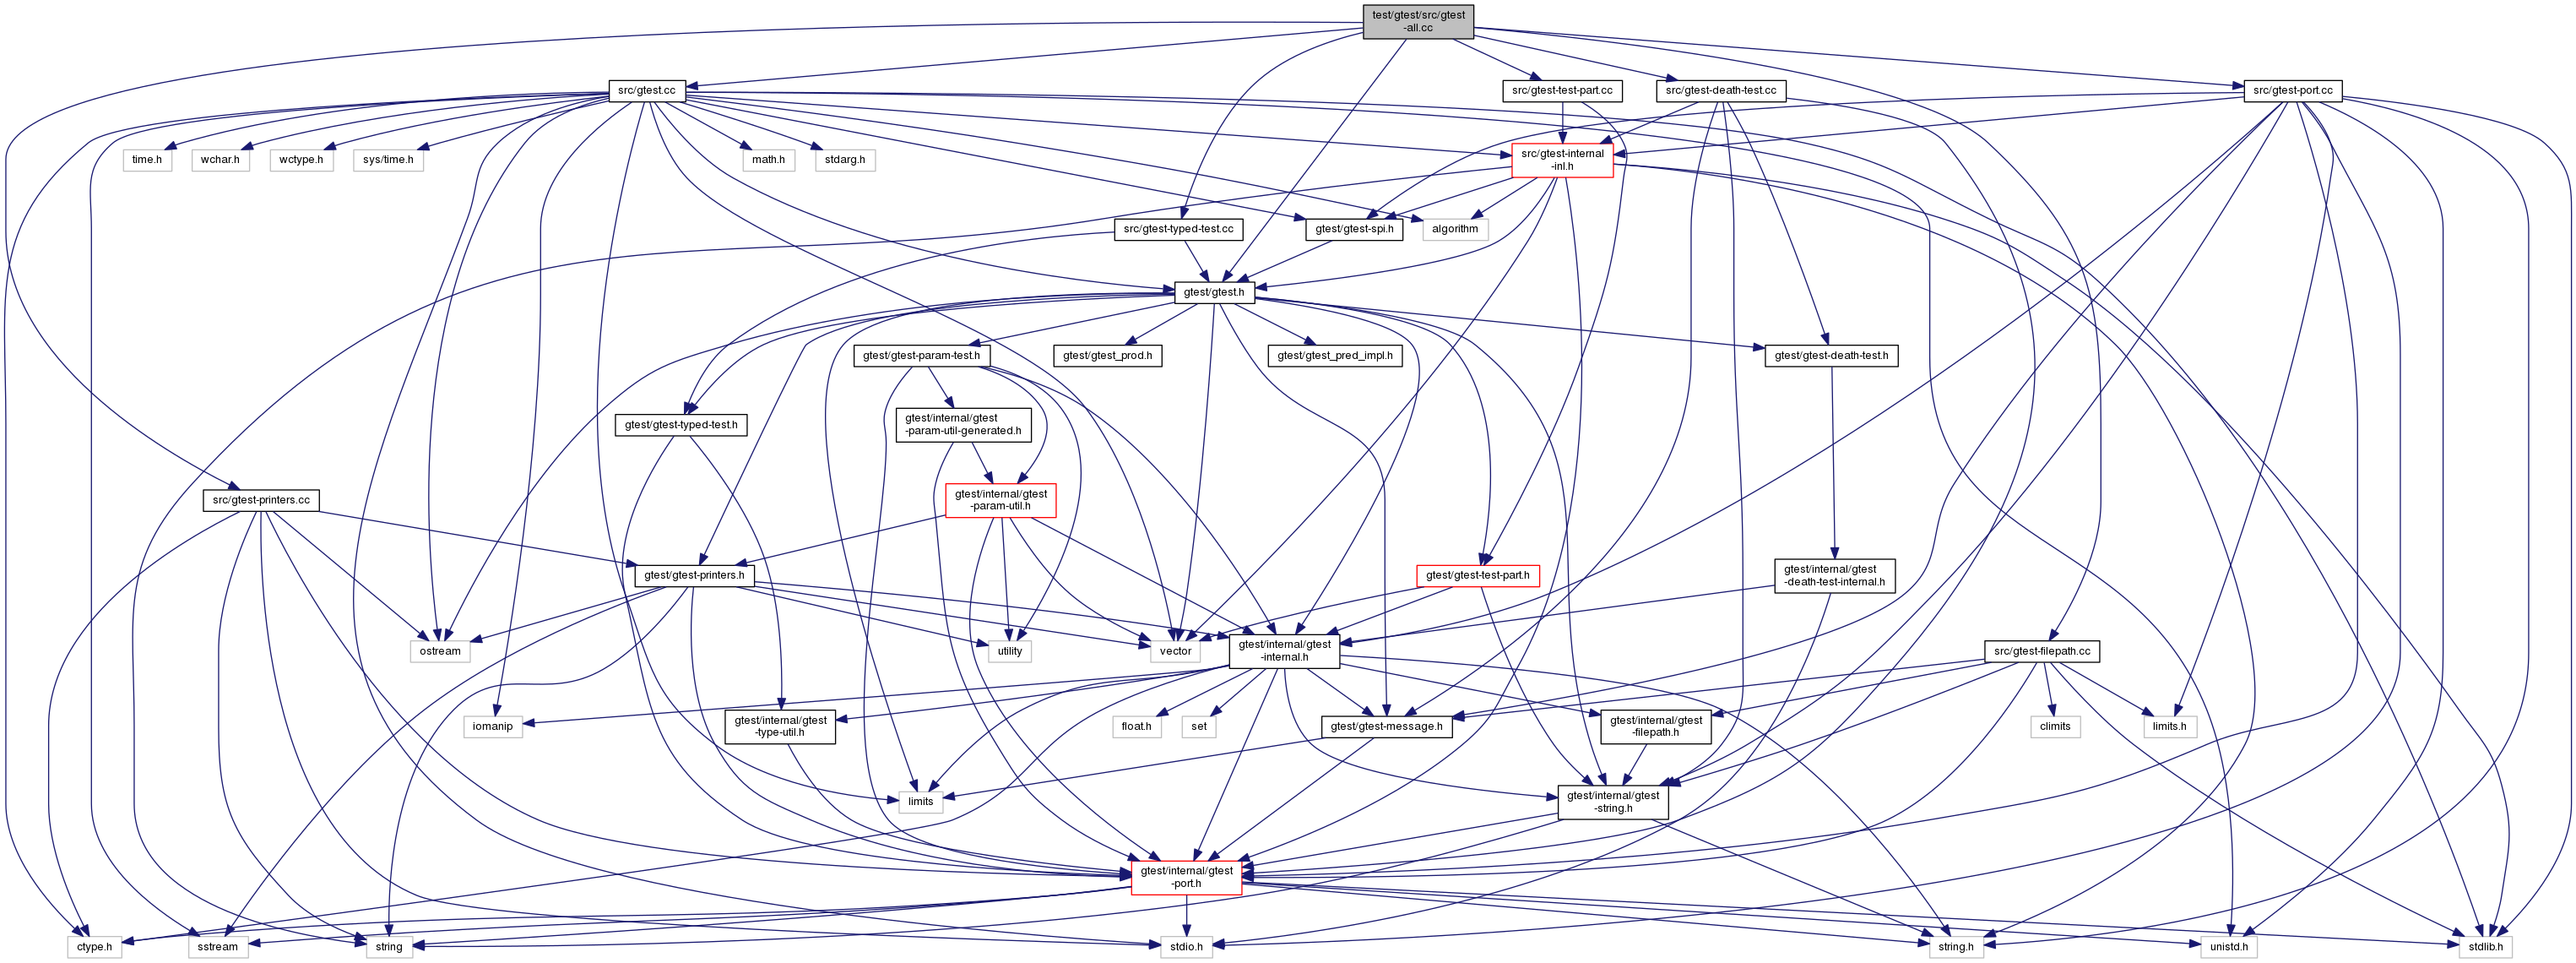 test/gtest/src/gtest
-all.cc
src/gtest.cc
src/gtest-test-part.cc
src/gtest-death-test.cc
src/gtest-port.cc
time.h
wchar.h
wctype.h
sys/time.h
math.h
stdarg.h
src/gtest-internal
-inl.h
src/gtest-typed-test.cc
gtest/gtest-spi.h
algorithm
gtest/gtest.h
gtest/gtest-param-test.h
gtest/gtest_prod.h
gtest/gtest_pred_impl.h
gtest/gtest-death-test.h
gtest/gtest-typed-test.h
gtest/internal/gtest
-param-util-generated.h
src/gtest-printers.cc
gtest/internal/gtest
-param-util.h
gtest/gtest-printers.h
gtest/gtest-test-part.h
gtest/internal/gtest
-death-test-internal.h
ostream
utility
vector
gtest/internal/gtest
-internal.h
src/gtest-filepath.cc
iomanip
gtest/internal/gtest
-type-util.h
float.h
set
gtest/gtest-message.h
gtest/internal/gtest
-filepath.h
climits
limits.h
limits
gtest/internal/gtest
-string.h
gtest/internal/gtest
-port.h
ctype.h
sstream
string
stdio.h
string.h
unistd.h
stdlib.h